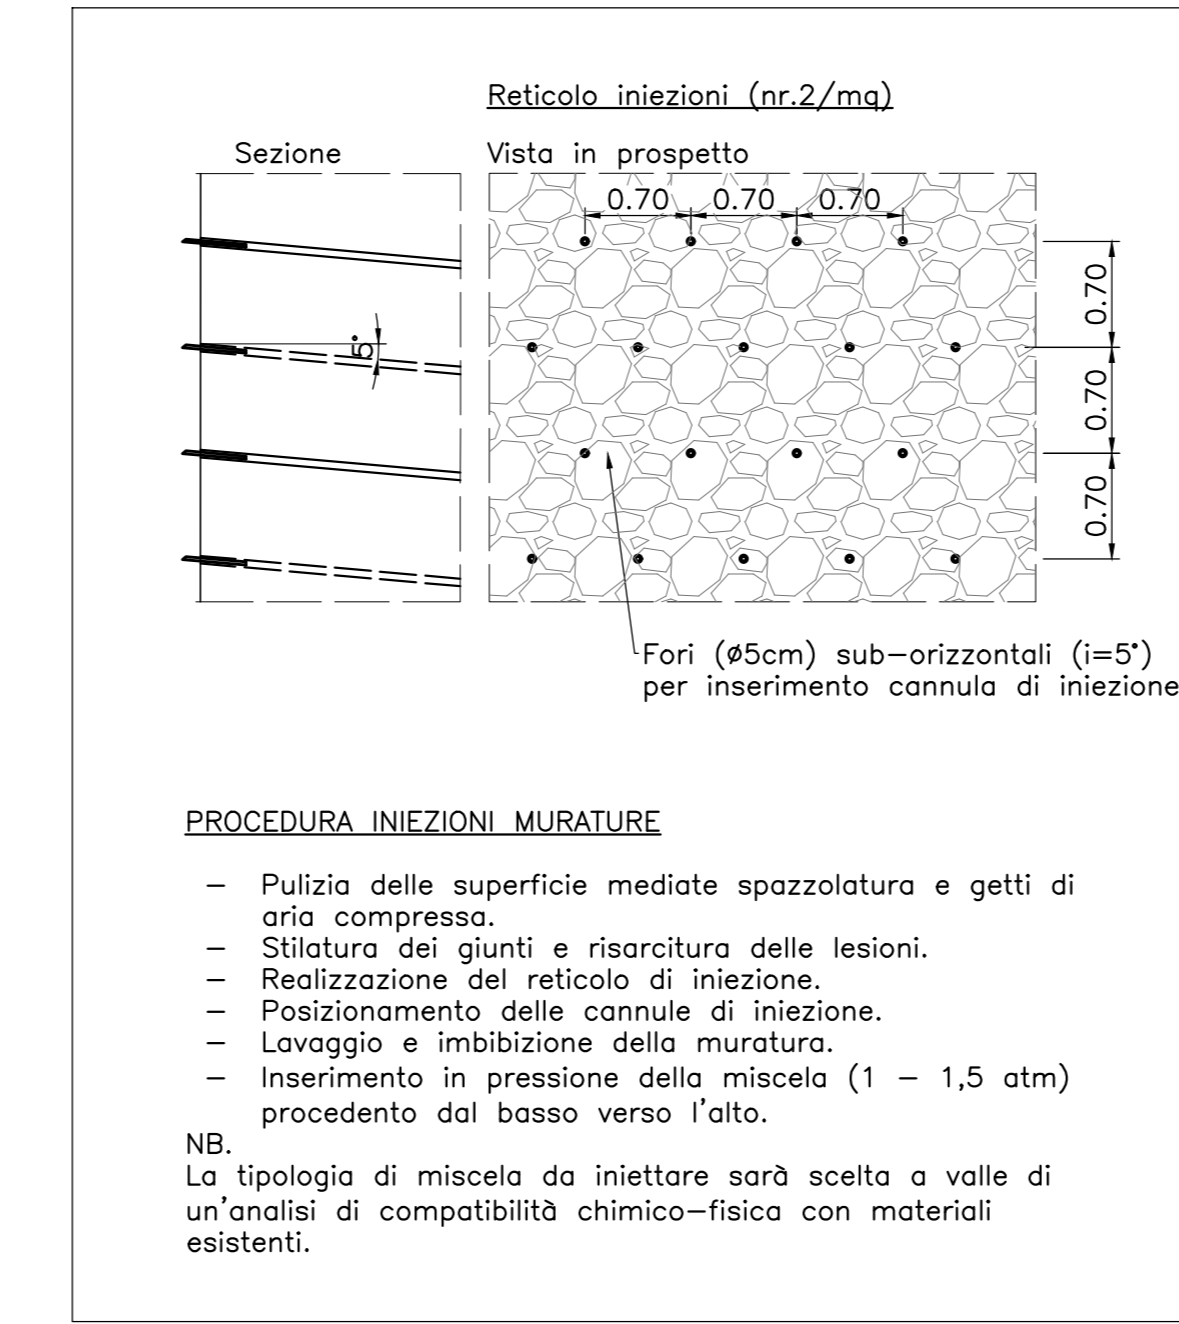 Reticolo iniezioni (nr.2/mq)
Sezione
Vista in prospetto
0.70 0.70 0.70
0.70
5°
0.70
0.70
Fori (ø5cm) sub-orizzontali (i=5°)
per inserimento cannula di iniezione
PROCEDURA INIEZIONI MURATURE
- Pulizia delle superficie mediate spazzolatura e getti di
aria compressa.
- Stilatura dei giunti e risarcitura delle lesioni.
- Realizzazione del reticolo di iniezione.
- Posizionamento delle cannule di iniezione.
- Lavaggio e imbibizione della muratura.
- Inserimento in pressione della miscela (1 - 1,5 atm)
procedento dal basso verso l'alto.
NB.
La tipologia di miscela da iniettare sarà scelta a valle di
un'analisi di compatibilità chimico-fisica con materiali
esistenti.